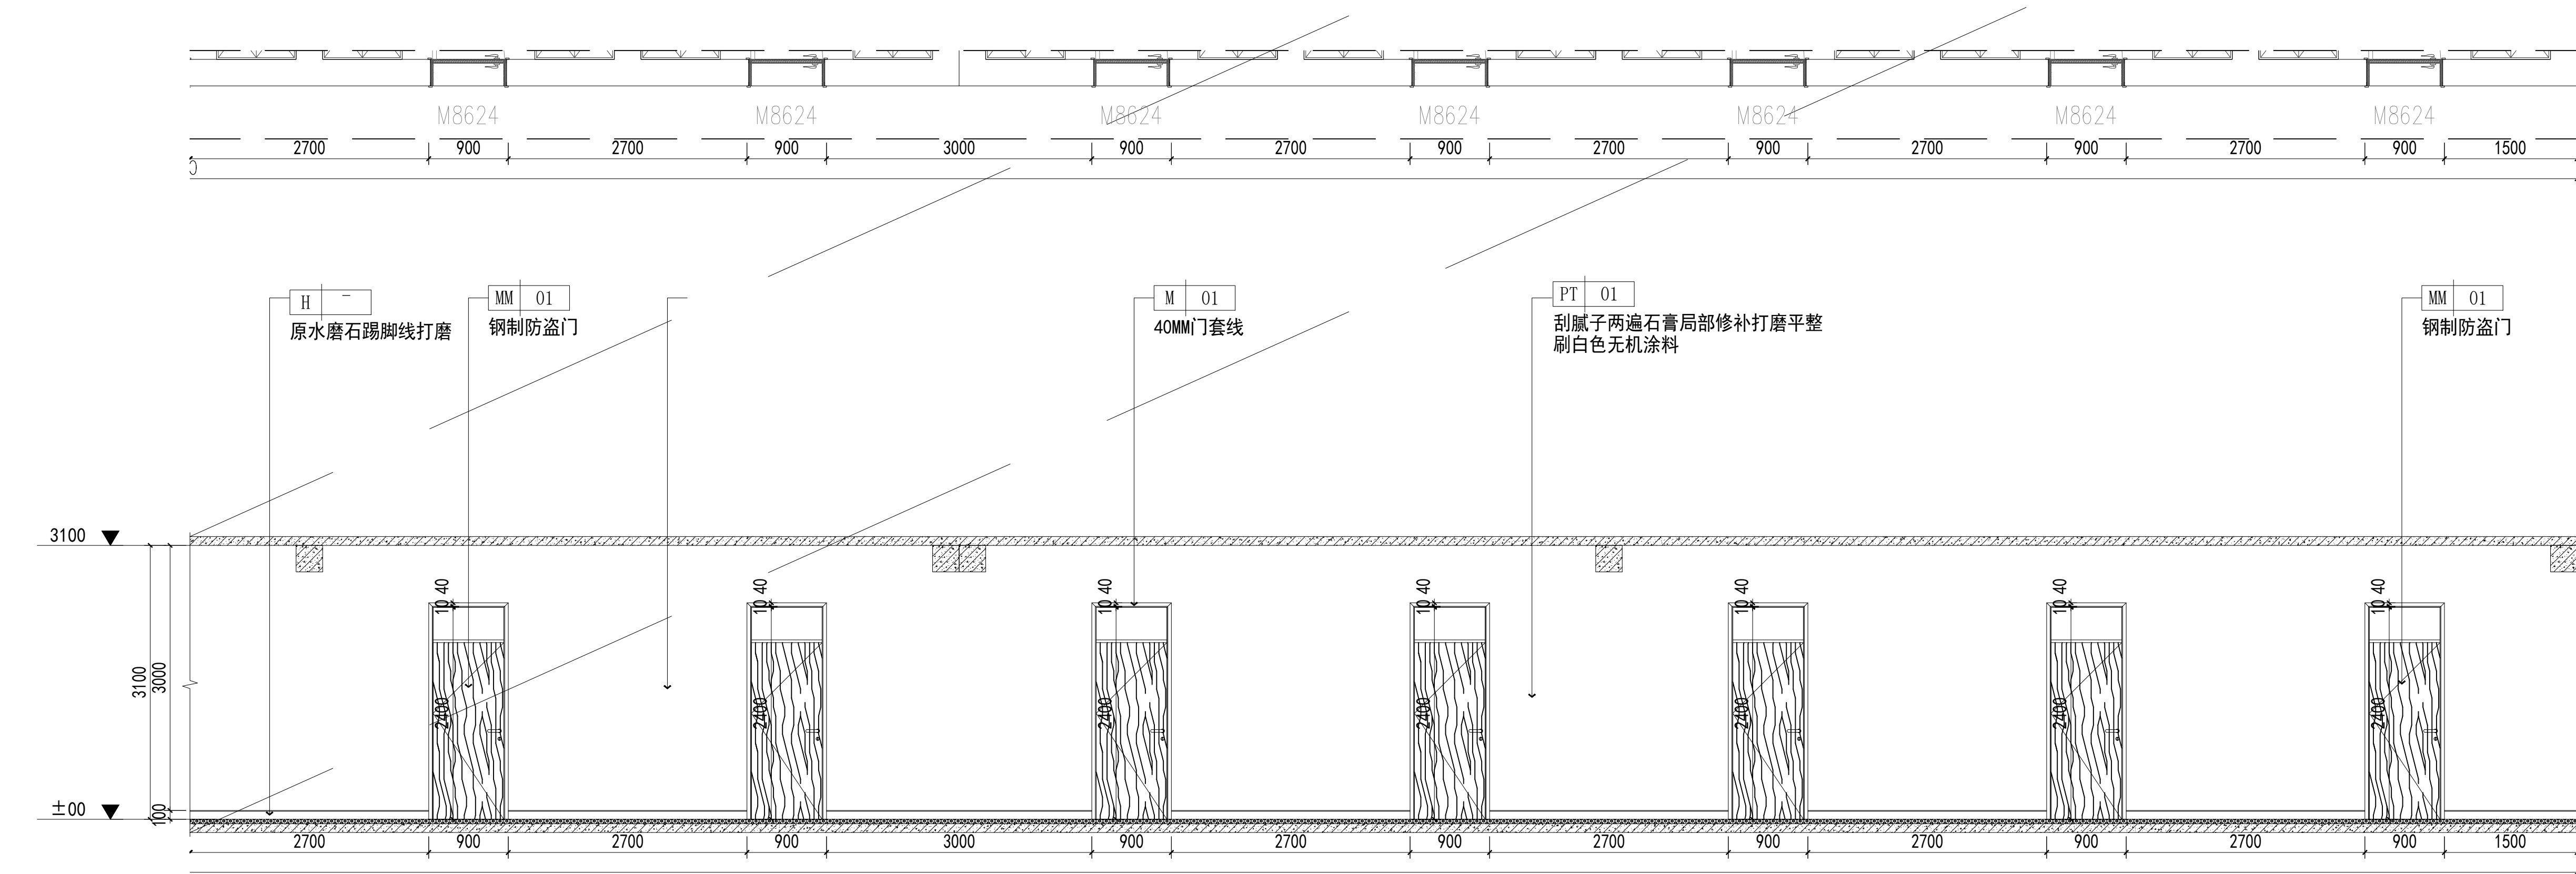 M8624 M8624 M8624 M8624 M8624 M8624 M8624
2700 900 2700 900 3000 900 2700 900 2700 900 2700 900 2700 900 1500
H -
原水磨石踢脚线打磨
MM 01
钢制防盗门
M 01
40MM门套线
PT 01
刮腻子两遍石膏局部修补打磨平整
刷白色无机涂料
MM 01
钢制防盗门
3100
10 40 10 40 10 40 10 40 10 40 10 40 10 40
3100 3000
2400 2400 2400 2400 2400 2400 2400
±00
100
2700 900 2700 900 3000 900 2700 900 2700 900 2700 900 2700 900 1500